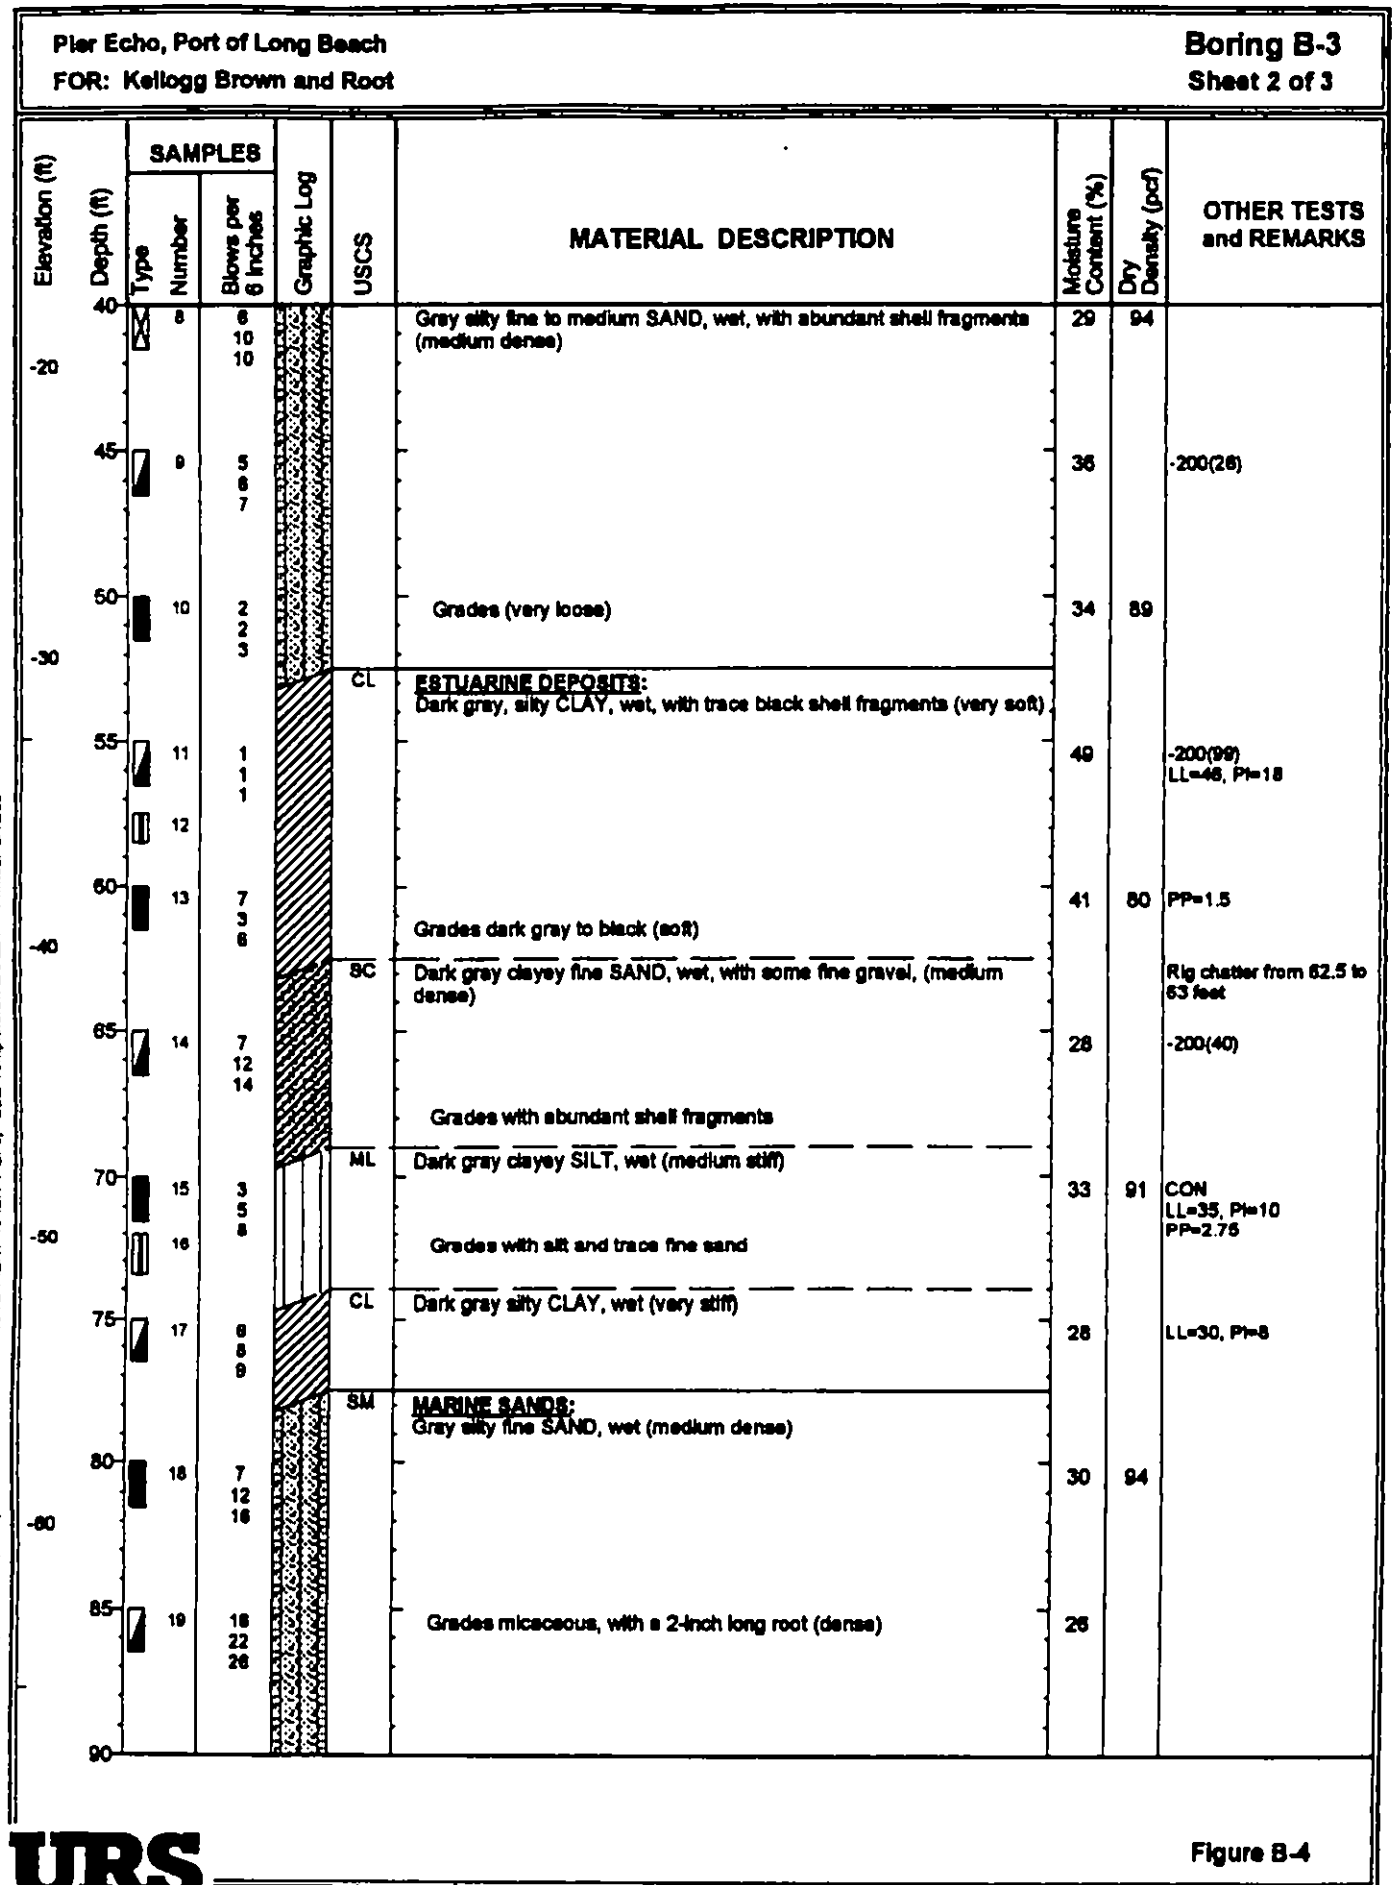 Pier Echo, Port of Long Beach
Boring B-3
FOR: Kellogg Brown and Root
Sheet 2 of 3
Elevation (ft)
Depth (ft)
SAMPLES
Type
Number
Blows per
6 inches
Graphic Log
USCS
MATERIAL DESCRIPTION
Moisture
Content (%)
Dry
Density (pcf)
OTHER TESTS
and REMARKS
40
8
6
10
10
Gray silty fine to medium SAND, wet, with abundant shell fragments
(medium dense)
29
94
-20
45
9
5
6
7
36
-200(26)
50
10
2
2
3
Grades (very loose)
34
89
-30
CL
ESTUARINE DEPOSITS:
Dark gray, silty CLAY, wet, with trace black shell fragments (very soft)
55
11
1
1
1
49
-200(99)
LL=46, PI=18
12
60
13
7
3
6
41
80
PP=1.5
Grades dark gray to black (soft)
-40
SC
Dark gray clayey fine SAND, wet, with some fine gravel, (medium
dense)
Rig chatter from 62.5 to
63 feet
65
14
7
12
14
28
-200(40)
Grades with abundant shell fragments
ML
Dark gray clayey SILT, wet (medium stiff)
70
15
3
5
8
33
91
CON
LL=35, PI=10
PP=2.75
-50
16
Grades with silt and trace fine sand
CL
Dark gray silty CLAY, wet (very stiff)
75
17
6
8
9
28
LL=30, PI=8
SM
MARINE SANDS:
Gray silty fine SAND, wet (medium dense)
80
18
7
12
16
30
94
-60
85
19
16
22
26
Grades micaceous, with a 2-inch long root (dense)
26
90
URS
Figure B-4